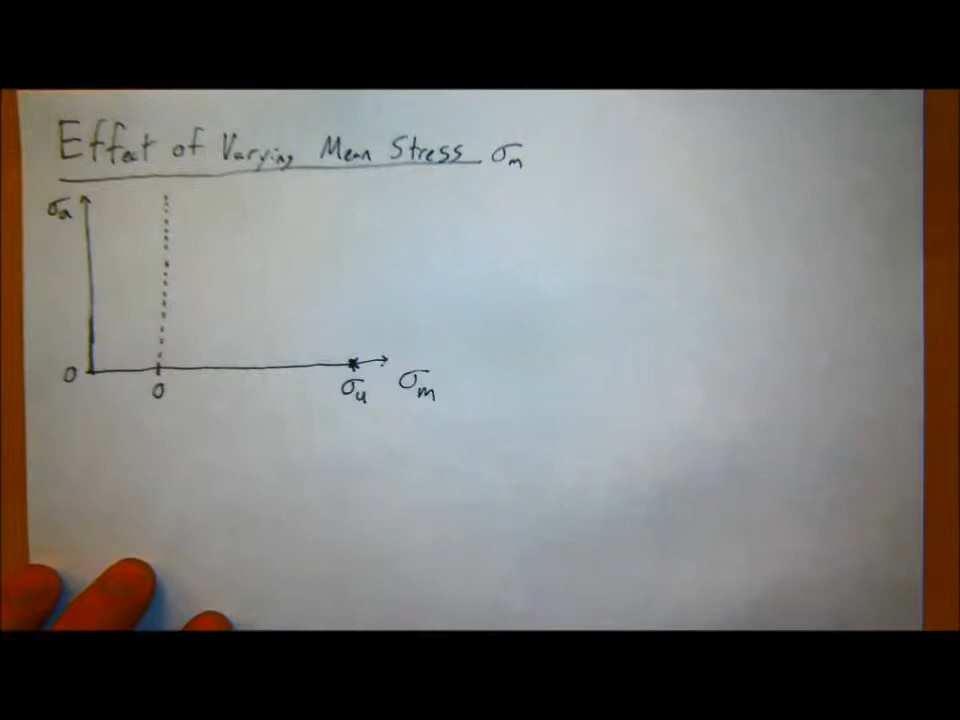 Effect of Varying Mean Stress σm
σa
0
0
σu
σm